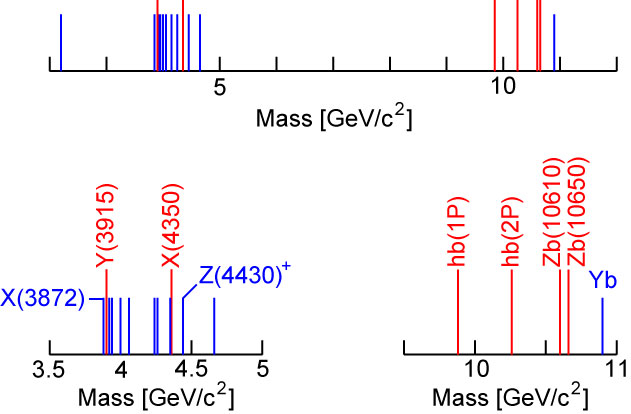 5 10
Mass [GeV/c2]
Y(3915)
X(4350)
hb(1P)
hb(2P)
Zb(10610)
Zb(10650)
Z(4430)+
Yb
X(3872)
3.5 4 4.5 5
10 11
Mass [GeV/c2]
Mass [GeV/c2]